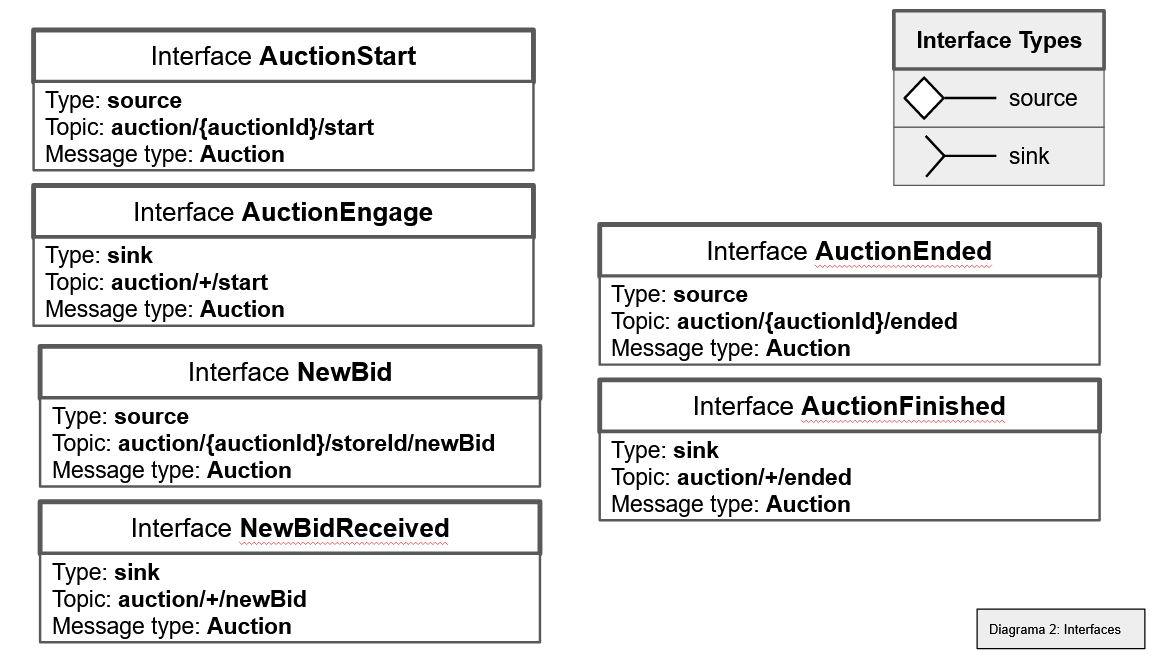 Interface AuctionStart
Type: source
Topic: auction/{auctionId}/start
Message type: Auction
Interface AuctionEngage
Type: sink
Topic: auction/+/start
Message type: Auction
Interface NewBid
Type: source
Topic: auction/{auctionId}/storeId/newBid
Message type: Auction
Interface NewBidReceived
Type: sink
Topic: auction/+/newBid
Message type: Auction
Interface Types
source
sink
Interface AuctionEnded
Type: source
Topic: auction/{auctionId}/ended
Message type: Auction
Interface AuctionFinished
Type: sink
Topic: auction/+/ended
Message type: Auction
Diagrama 2: Interfaces